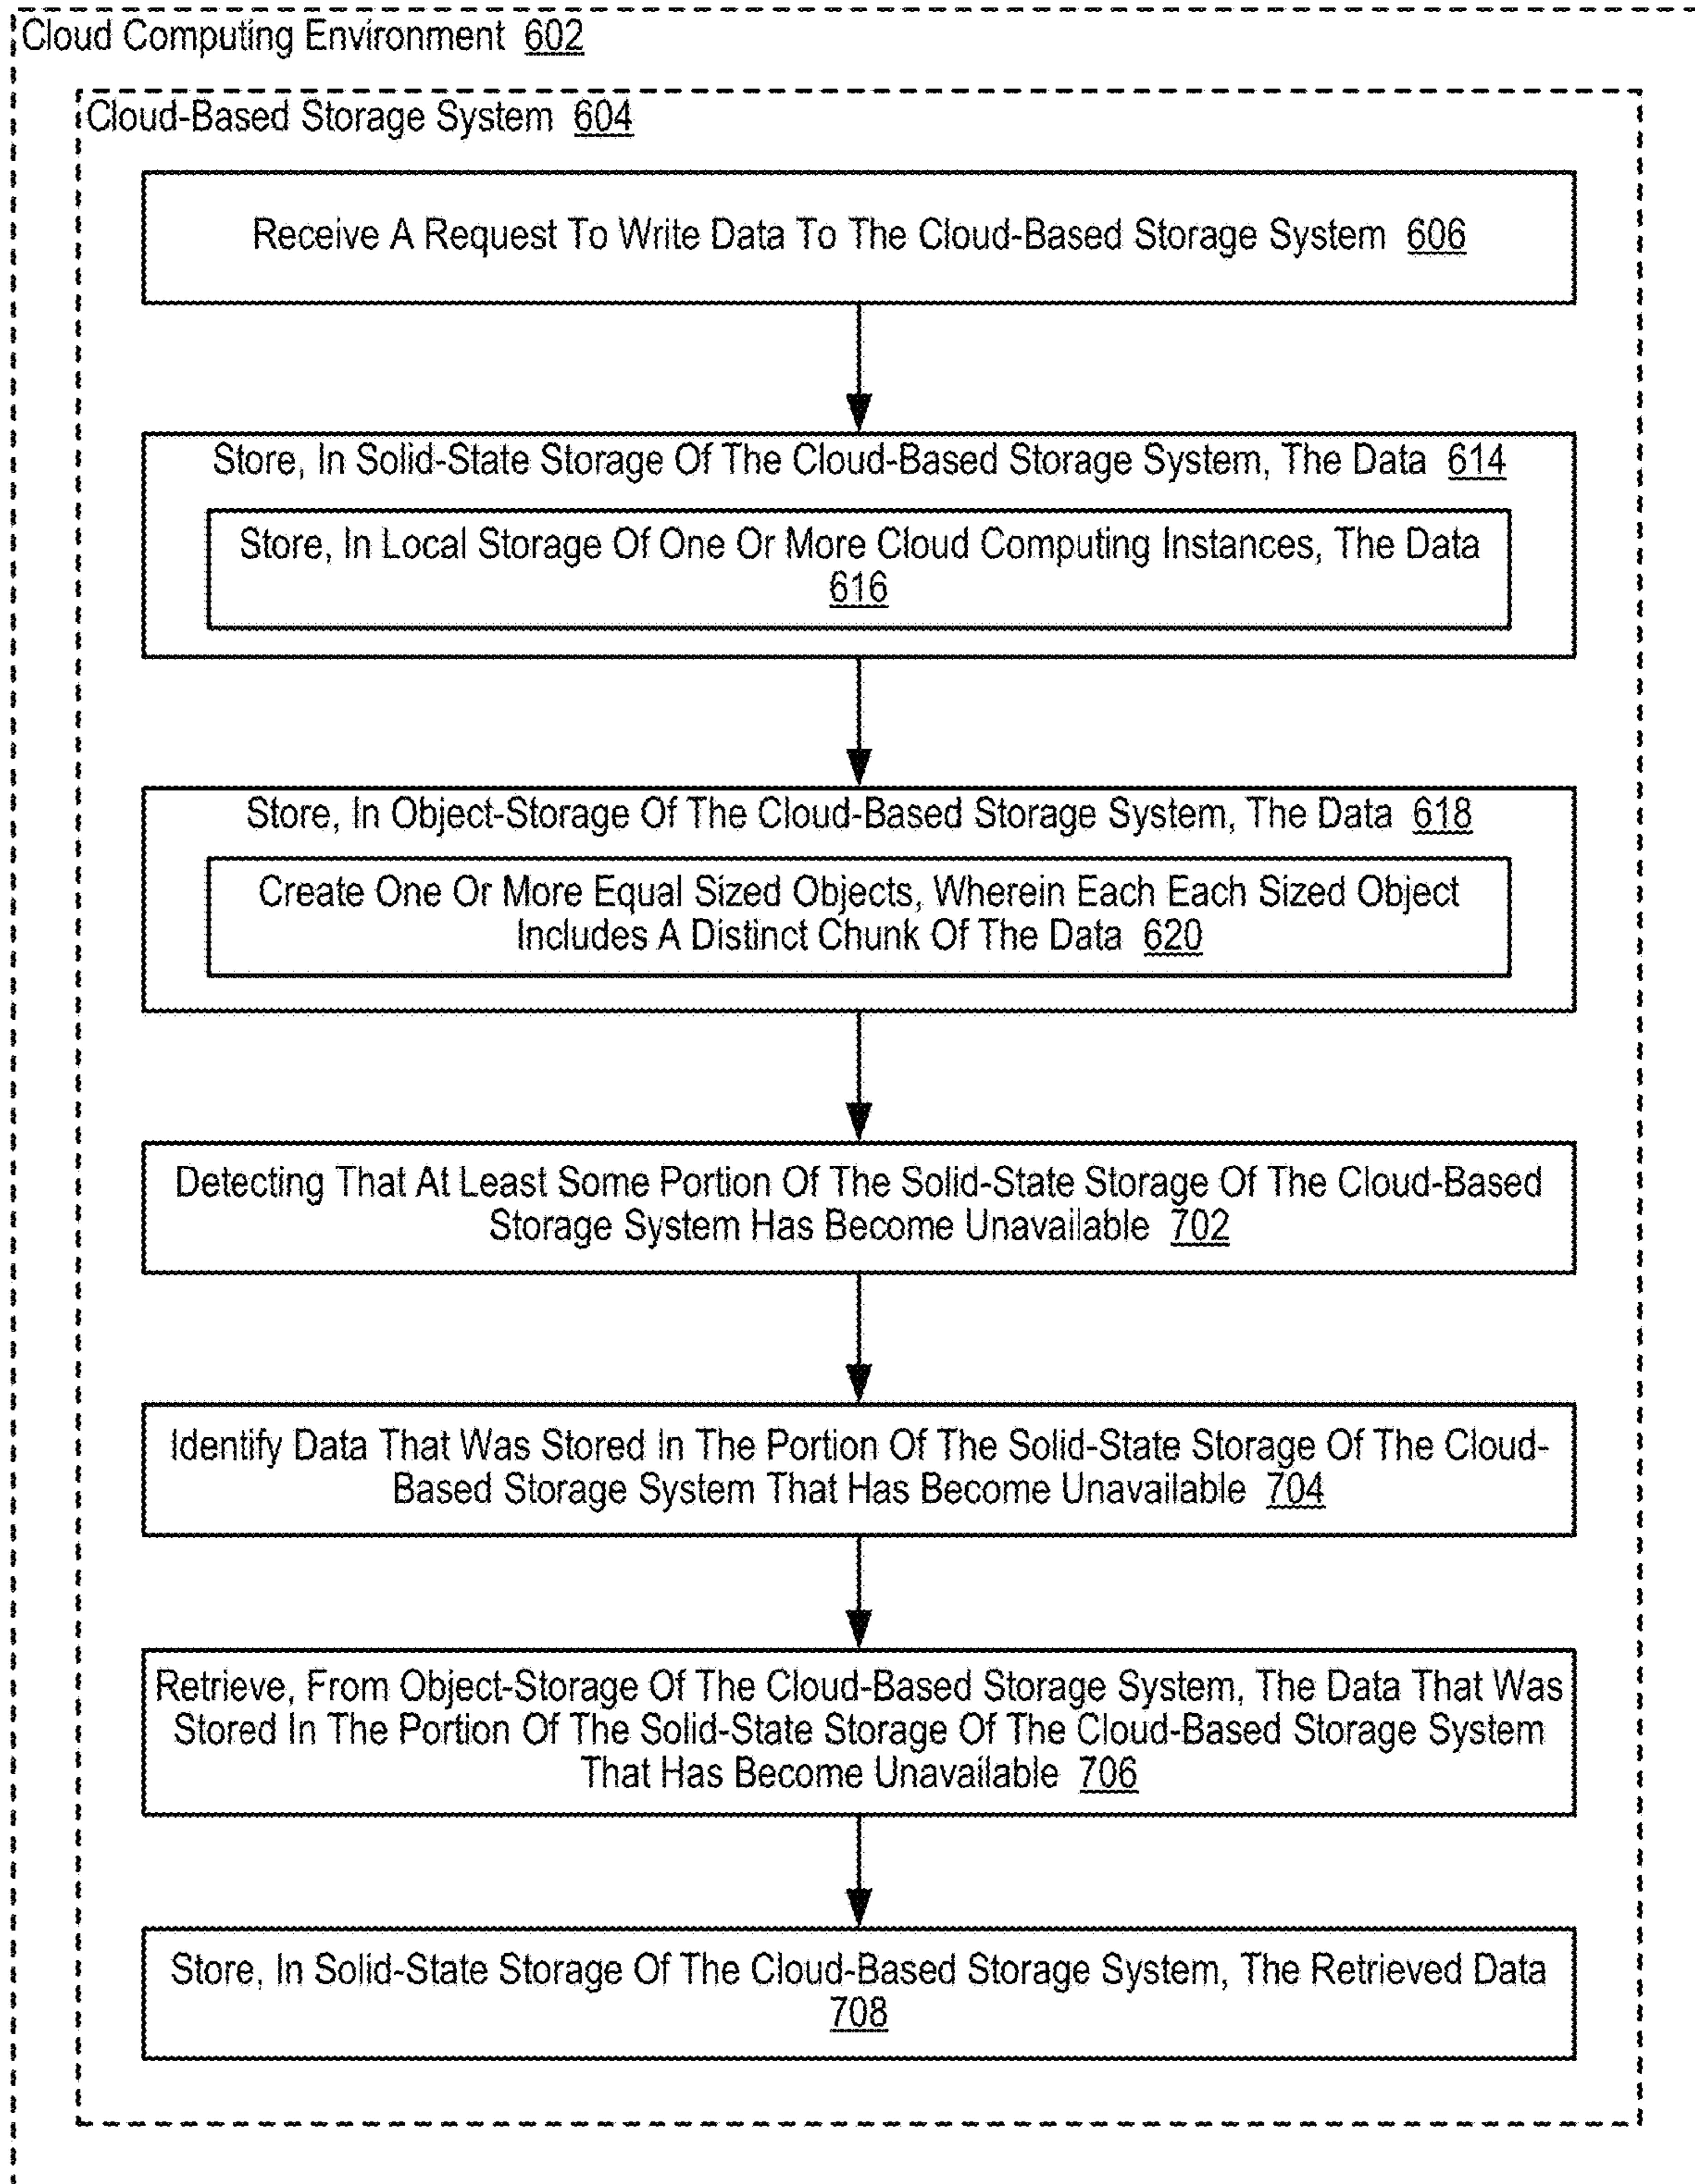 Cloud Computing Environment 602
Cloud-Based Storage System 604
Receive A Request To Write Data To The Cloud-Based Storage System 606
Store, In Solid-State Storage Of The Cloud-Based Storage System, The Data 614
Store, In Local Storage Of One Or More Cloud Computing Instances, The Data
616
Store, In Object-Storage Of The Cloud-Based Storage System, The Data 618
Create One Or More Equal Sized Objects, Wherein Each Each Sized Object
Includes A Distinct Chunk Of The Data 620
Detecting That At Least Some Portion Of The Solid-State Storage Of The Cloud-Based
Storage System Has Become Unavailable 702
Identify Data That Was Stored In The Portion Of The Solid-State Storage Of The Cloud-
Based Storage System That Has Become Unavailable 704
Retrieve, From Object-Storage Of The Cloud-Based Storage System, The Data That Was
Stored In The Portion Of The Solid-State Storage Of The Cloud-Based Storage System
That Has Become Unavailable 706
Store, In Solid-State Storage Of The Cloud-Based Storage System, The Retrieved Data
708